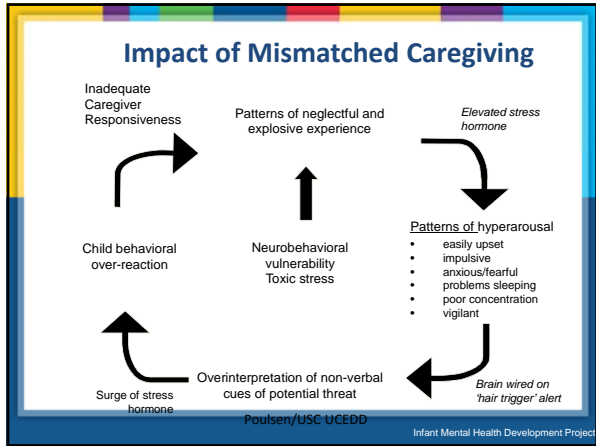 Impact of Mismatched Caregiving
Inadequate
Caregiver
Responsiveness
Patterns of neglectful and
explosive experience
Elevated stress
hormone
Patterns of hyperarousal
• easily upset
• impulsive
• anxious/fearful
• problems sleeping
• poor concentration
• vigilant
Child behavioral
over-reaction
Neurobehavioral
vulnerability
Toxic stress
Overinterpretation of non-verbal
cues of potential threat
Surge of stress
hormone
Brain wired on
‘hair trigger’ alert
Poulsen/USC UCEDD
Infant Mental Health Development Project